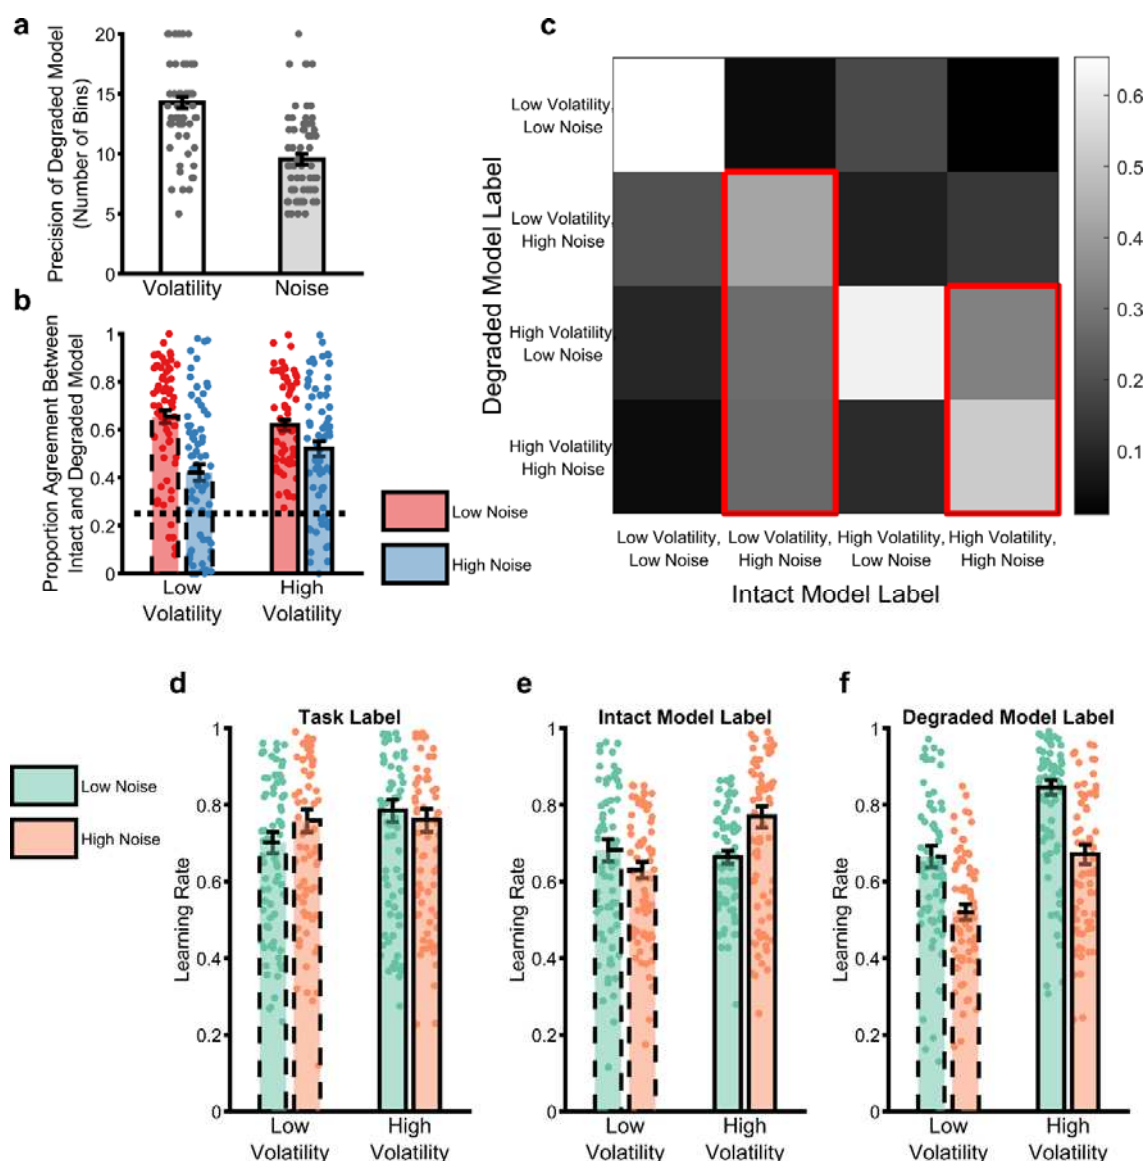 a
Precision of Degraded Model
(Number of Bins)
20
15
10
5
0
Volatility
Noise
b
Proportion Agreement Between
Intact and Degraded Model
1
0.8
0.6
0.4
0.2
0
Low
Volatility
High
Volatility
Low Noise
High Noise
c
Degraded Model Label
Low Volatility,
Low Noise
Low Volatility,
High Noise
High Volatility
Low Noise
High Volatility
High Noise
Low Volatility,
Low Noise
Low Volatility,
High Noise
High Volatility,
Low Noise
High Volatility,
High Noise
Intact Model Label
0.6
0.5
0.4
0.3
0.2
0.1
Low Noise
High Noise
d
Task Label
Learning Rate
1
0.8
0.6
0.4
0.2
0
Low
Volatility
High
Volatility
e
Intact Model Label
Learning Rate
1
0.8
0.6
0.4
0.2
0
Low
Volatility
High
Volatility
f
Degraded Model Label
Learning Rate
1
0.8
0.6
0.4
0.2
0
Low
Volatility
High
Volatility